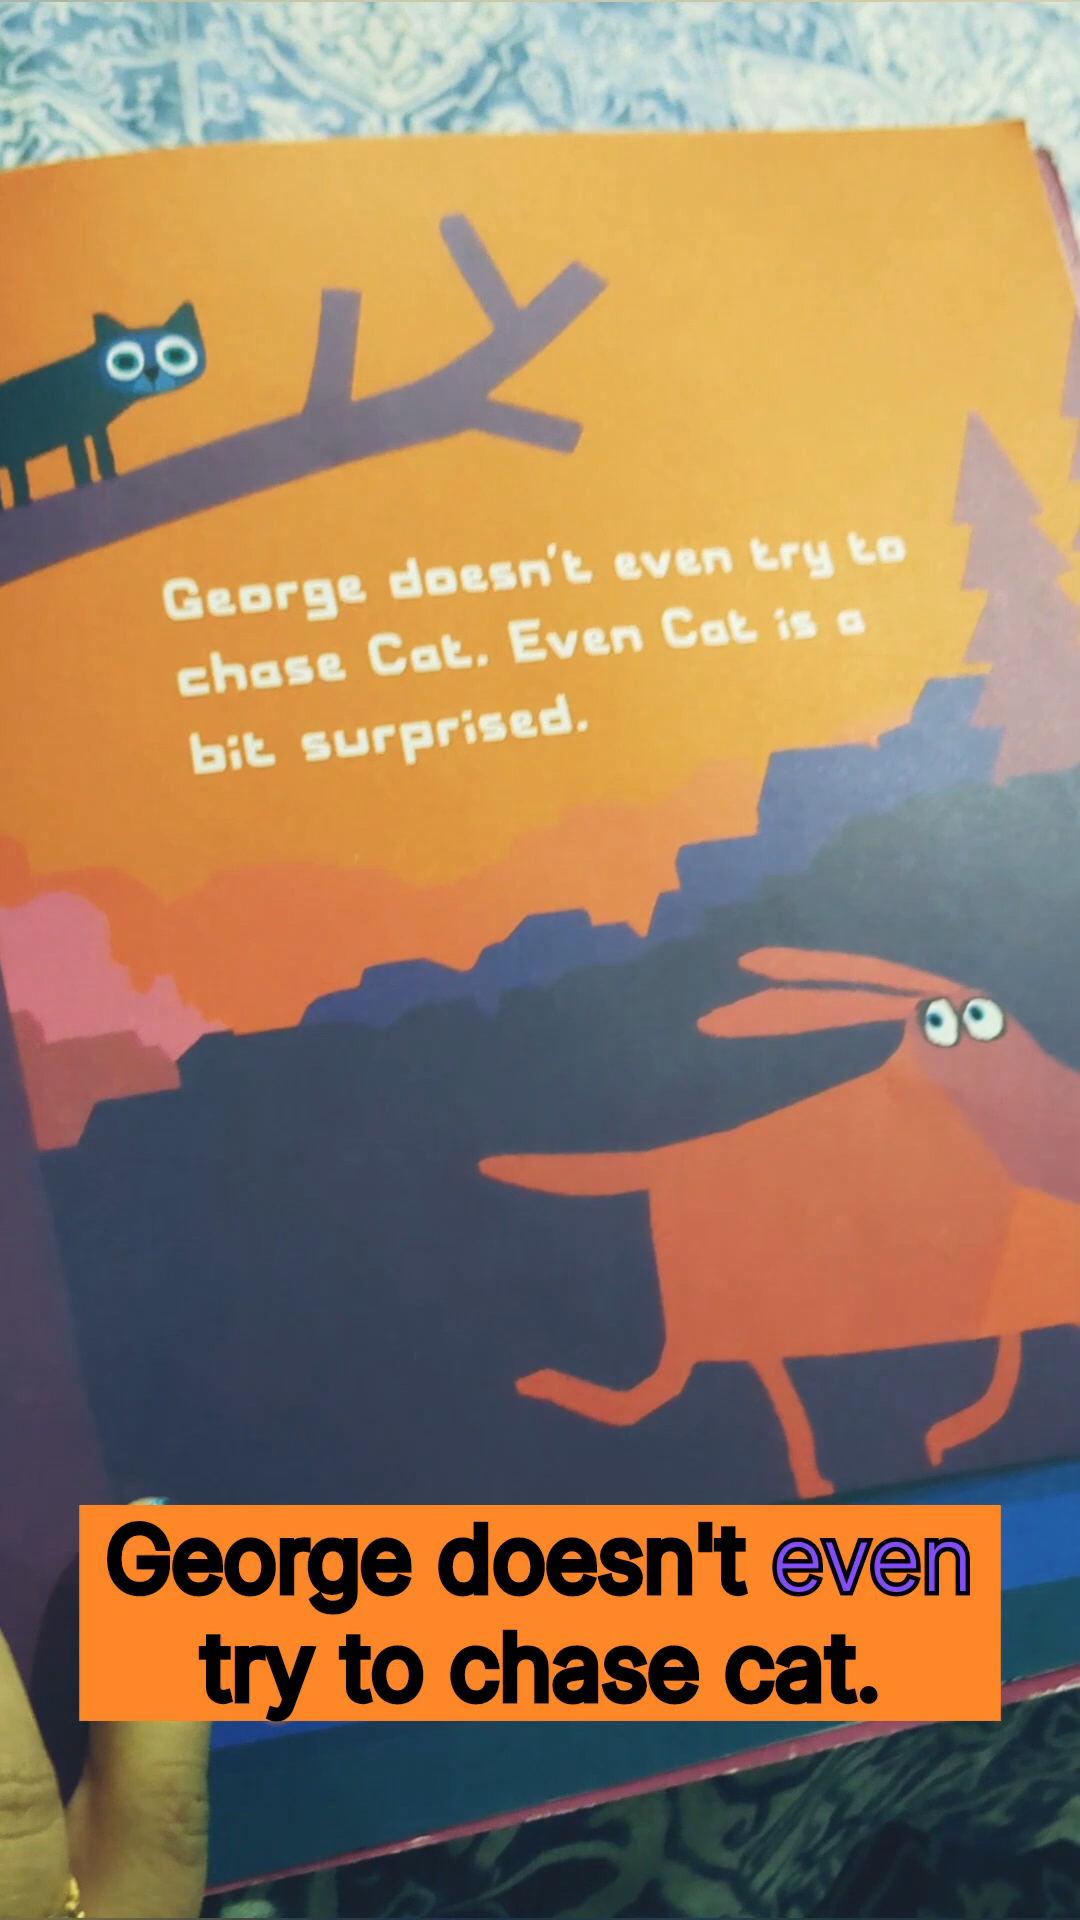 George doesn't even try to
chase Cat. Even Cat is a
bit surprised.
George doesn't even
try to chase cat.